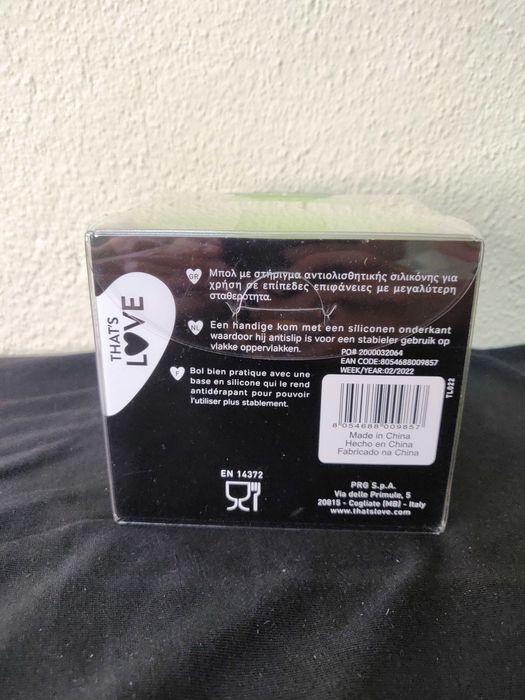 THAT'S
LOVE
GR
Μπολ με στήριγμα αντιολισθητικής σιλικόνης για
χρήση σε επίπεδες επιφάνειες με μεγαλύτερη
σταθερότητα.
NL
Een handige kom met een siliconen onderkant
waardoor hij antislip is voor een stabieler gebruik op
vlakke oppervlakken.
F
Bol bien pratique avec une
base en silicone qui le rend
antidérapant pour pouvoir
l'utiliser plus stablement.
PO# 2000032064
EAN CODE:8054688009857
WEEK/YEAR:02/2022
TL022
8 054688 009857
Made in China
Hecho en China
Fabricado na China
EN 14372
PRG S.p.A.
Via delle Primule, 5
20815 - Cogliate (MB) - Italy
www.thatslove.com